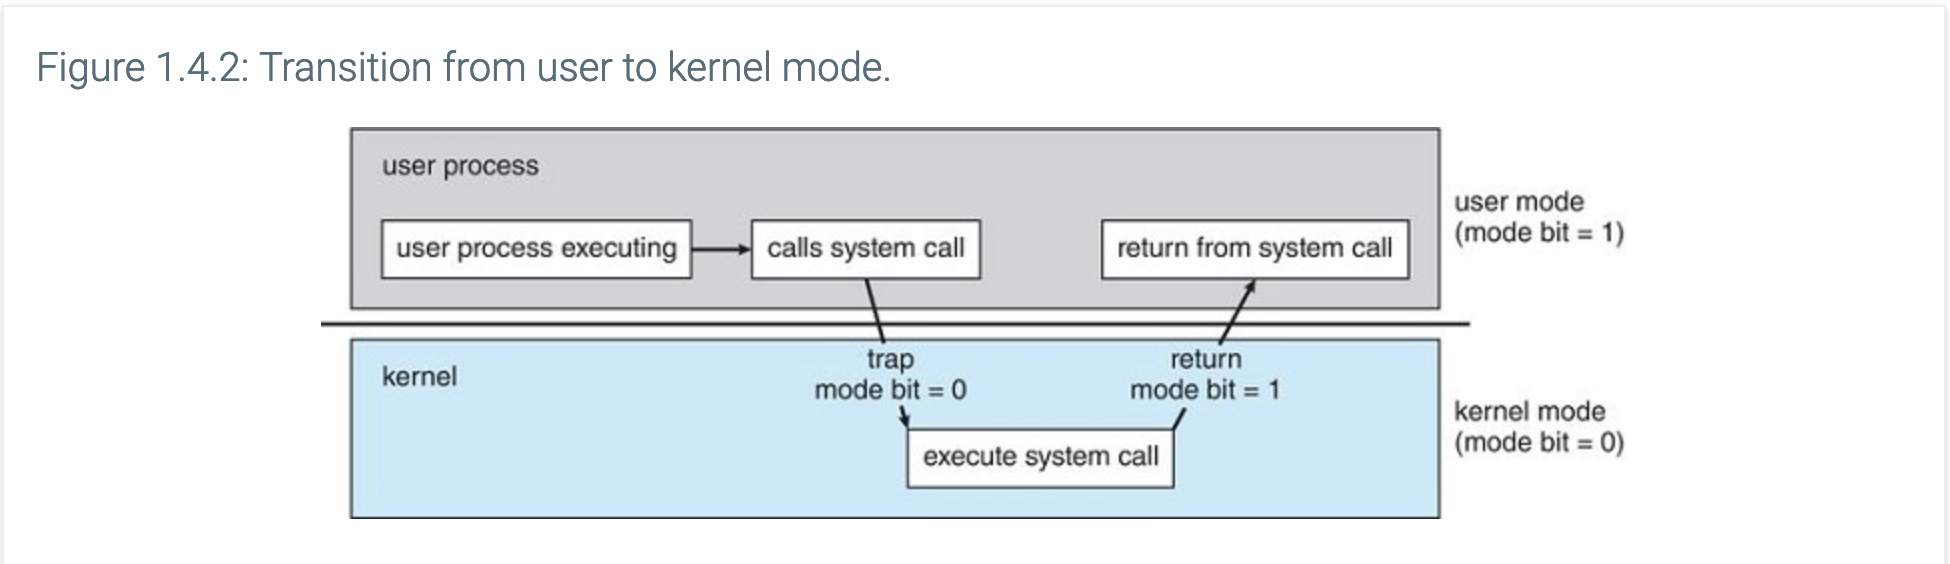 Figure 1.4.2: Transition from user to kernel mode.
user process
user process executing
calls system call
return from system call
user mode
(mode bit = 1)
kernel
trap
mode bit = 0
return
mode bit = 1
execute system call
kernel mode
(mode bit = 0)